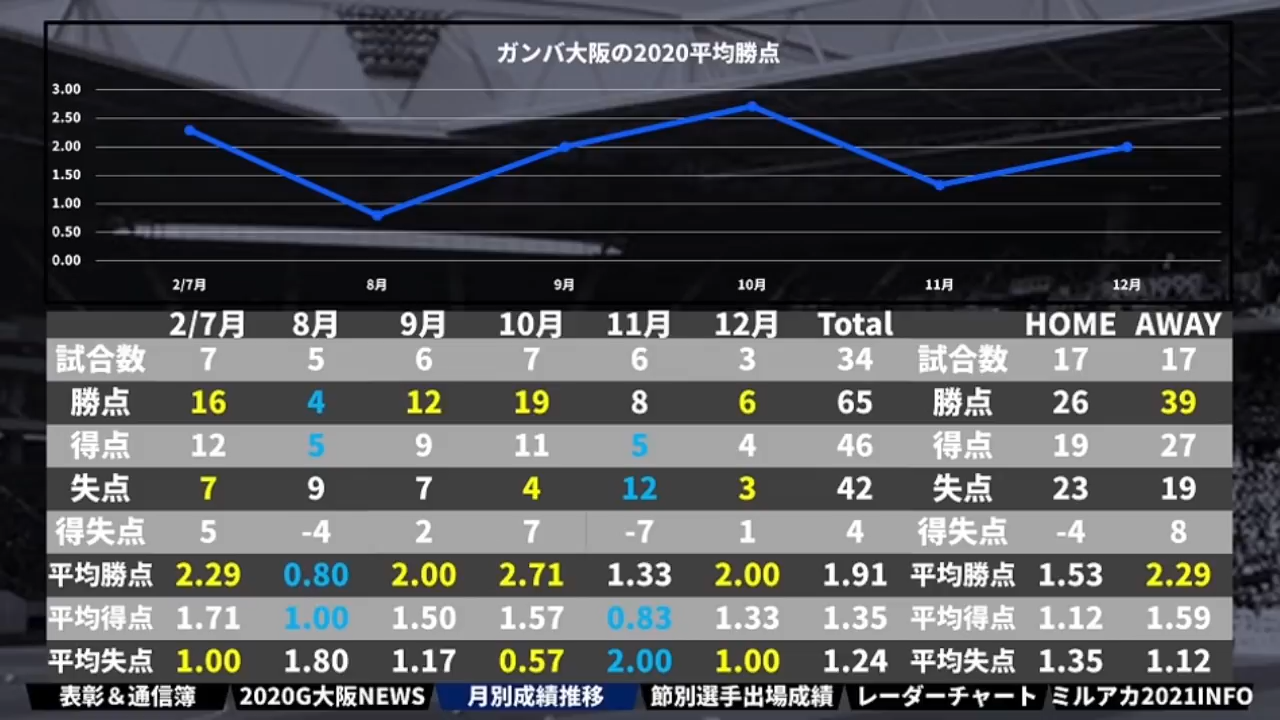 ガンバ大阪の2020平均勝点
3.00
2.50
2.00
1.50
1.00
0.50
0.00
2/7月 8月 9月 10月 11月 12月
2/7月 8月 9月 10月 11月 12月 Total HOME AWAY
試合数 7 5 6 7 6 3 34 試合数 17 17
勝点 16 4 12 19 8 6 65 勝点 26 39
得点 12 5 9 11 5 4 46 得点 19 27
失点 7 9 7 4 12 3 42 失点 23 19
得失点 5 -4 2 7 -7 1 4 得失点 -4 8
平均勝点 2.29 0.80 2.00 2.71 1.33 2.00 1.91 平均勝点 1.53 2.29
平均得点 1.71 1.00 1.50 1.57 0.83 1.33 1.35 平均得点 1.12 1.59
平均失点 1.00 1.80 1.17 0.57 2.00 1.00 1.24 平均失点 1.35 1.12
表彰&通信簿 2020G大阪NEWS 月別成績推移 節別選手出場成績 レーダーチャート ミルアカ2021INFO